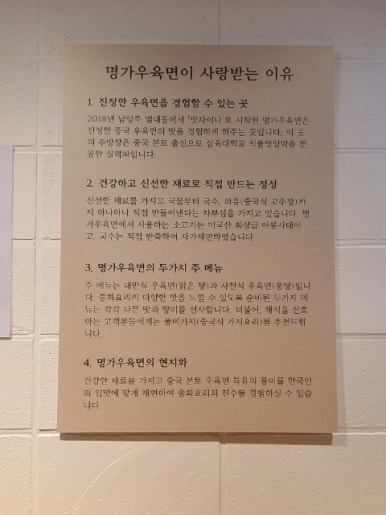 명가우육면이 사랑받는 이유
1. 진정한 우육면을 경험할 수 있는 곳
2018년 남양주 별내동에서 '맛자이나'로 시작된 명가우육면은
진정한 중국 우육면의 맛을 경험하게 해주는 곳입니다. 이 곳
의 주방장은 중국 본토 출신으로 삼육대학교 식품영양학을 전
공한 실력파입니다.
2. 건강하고 신선한 재료로 직접 만드는 정성
신선한 재료를 가지고 국물부터 국수, 라유(중국식 고추장)까
지 하나하나 직접 만들어낸다는 자부심을 가지고 있습니다. 명
가우육면에서 사용하는 소고기는 미국산 최상급 아롱사태이
고, 국수는 직접 반죽하여 자가제면하였습니다.
3. 명가우육면의 두가지 주 메뉴
주 메뉴는 대만식 우육면(맑은 탕)과 사천식 우육면(홍탕)입니
다. 중화요리의 다양한 맛을 느낄 수 있도록 준비된 두가지 메
뉴는 각각 다른 맛과 향미를 선사합니다. 더불어, 채식을 선호
하는 고객분들에게는 풍미가지(중국식 가지요리)를 추천드립
니다.
4. 명가우육면의 현지화
건강한 재료를 가지고 중국 본토 우육면 특유의 풍미를 한국인
의 입맛에 맞게 재현하여 중화요리의 진수를 경험하실 수 있습
니다.